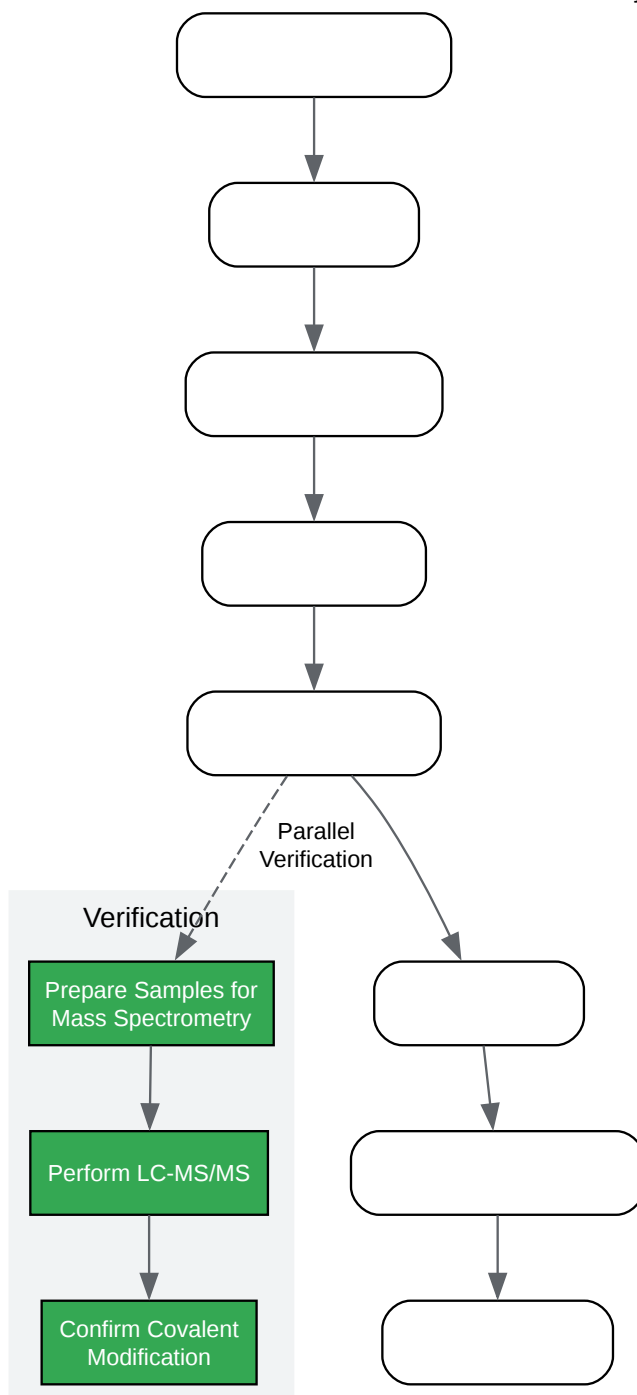 Parallel
Verification
Verification
Prepare Samples for
Mass Spectrometry
Perform LC-MS/MS
Confirm Covalent
Modification